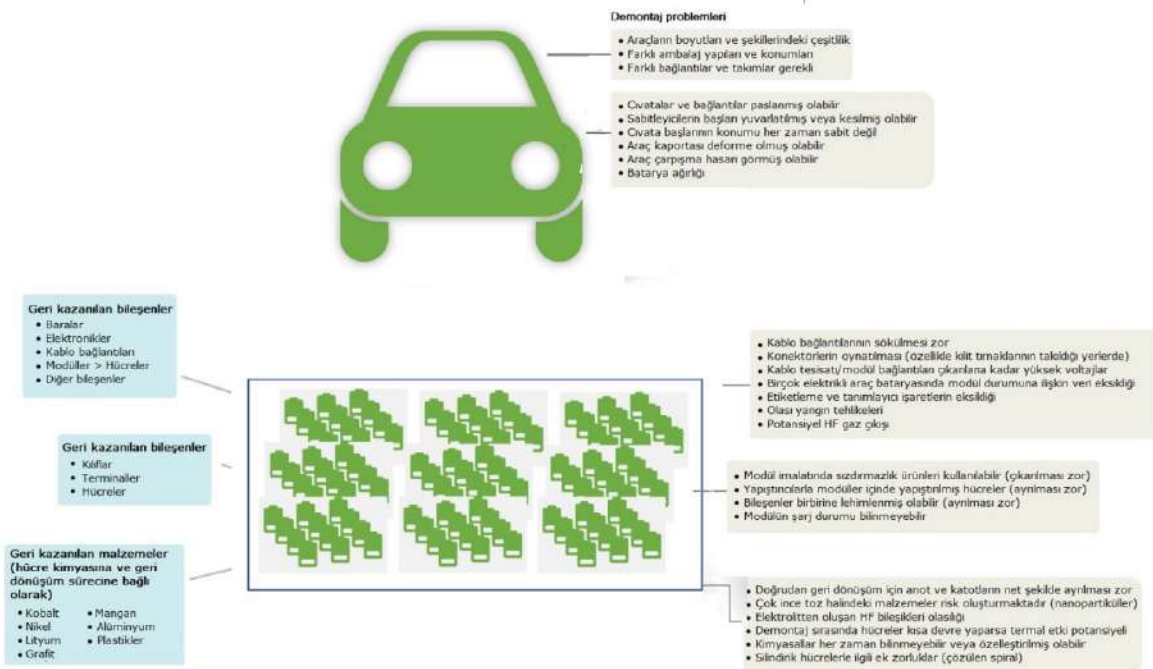 Demontaj problemleri
• Araçların boyutları ve şekillerindeki çeşitlilik
• Farklı ambalaj yapıları ve konumları
• Farklı bağlantılar ve takımlar gerekli
• Cıvatalar ve bağlantılar paslanmış olabilir
• Sabitleyicilerin başları yuvarlatılmış veya kesilmiş olabilir
• Cıvata başlarının konumu her zaman sabit değil
• Araç kaportası deforme olmuş olabilir
• Araç çarpışma hasarı görmüş olabilir
• Batarya ağırlığı
Geri kazanılan bileşenler
• Baralar
• Elektronikler
• Kablo bağlantıları
• Modüller > Hücreler
• Diğer bileşenler
Geri kazanılan bileşenler
• Kılıflar
• Terminaller
• Hücreler
Geri kazanılan malzemeler
(hücre kimyasına ve geri
dönüşüm sürecine bağlı
olarak)
• Kobalt
• Nikel
• Lityum
• Grafit
• Mangan
• Alüminyum
• Plastikler
• Kablo bağlantılarının sökülmesi zor
• Konektörlerin oynatılması (özellikle kilit tırnaklarının takıldığı yerlerde)
• Kablo tesisatı/modül bağlantıları çıkarılana kadar yüksek voltajlar
• Birçok elektrikli araç bataryasında modül durumuna ilişkin veri eksikliği
• Etiketleme ve tanımlayıcı işaretlerin eksikliği
• Olası yangın tehlikeleri
• Potansiyel HF gaz çıkışı
• Modül imalatında sızdırmazlık ürünleri kullanılabilir (çıkarılması zor)
• Yapıştırıcılarla modüller içinde yapıştırılmış hücreler (ayrılması zor)
• Bileşenler birbirine lehimlenmiş olabilir (ayrılması zor)
• Modülün şarj durumu bilinmeyebilir
• Doğrudan geri dönüşüm için anot ve katotların net şekilde ayrılması zor
• Çok ince toz halindeki malzemeler risk oluşturmaktadır (nanopartiküller)
• Elektrolitten oluşan HF bileşikleri olasılığı
• Demontaj sırasında hücreler kısa devre yaparsa termal etki potansiyeli
• Kimyasallar her zaman bilinmeyebilir veya özelleştirilmiş olabilir
• Silindirik hücrelerle ilgili ek zorluklar (çözülen spiral)